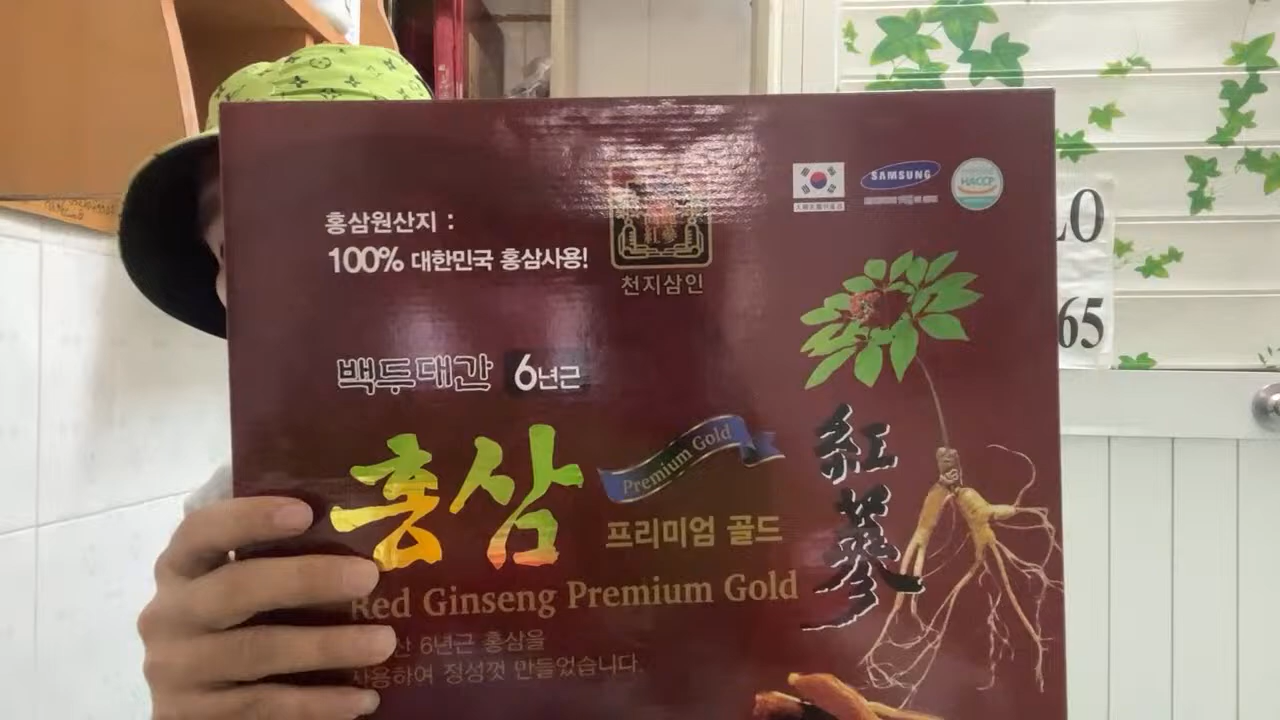 홍삼원산지 :
100% 대한민국 홍삼사용!
천지삼인
SAMSUNG
HACCP
백두대간 6년근
홍삼
Premium Gold
프리미엄 골드
紅蔘
Red Ginseng Premium Gold
산 6년근 홍삼을
사용하여 정성껏 만들었습니다.
LO
65